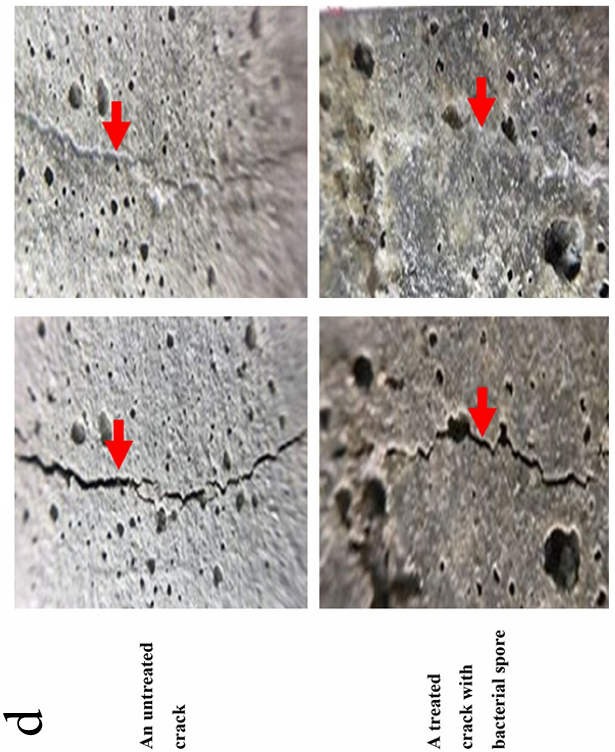 d
An untreated
crack
A treated
crack with
bacterial spore